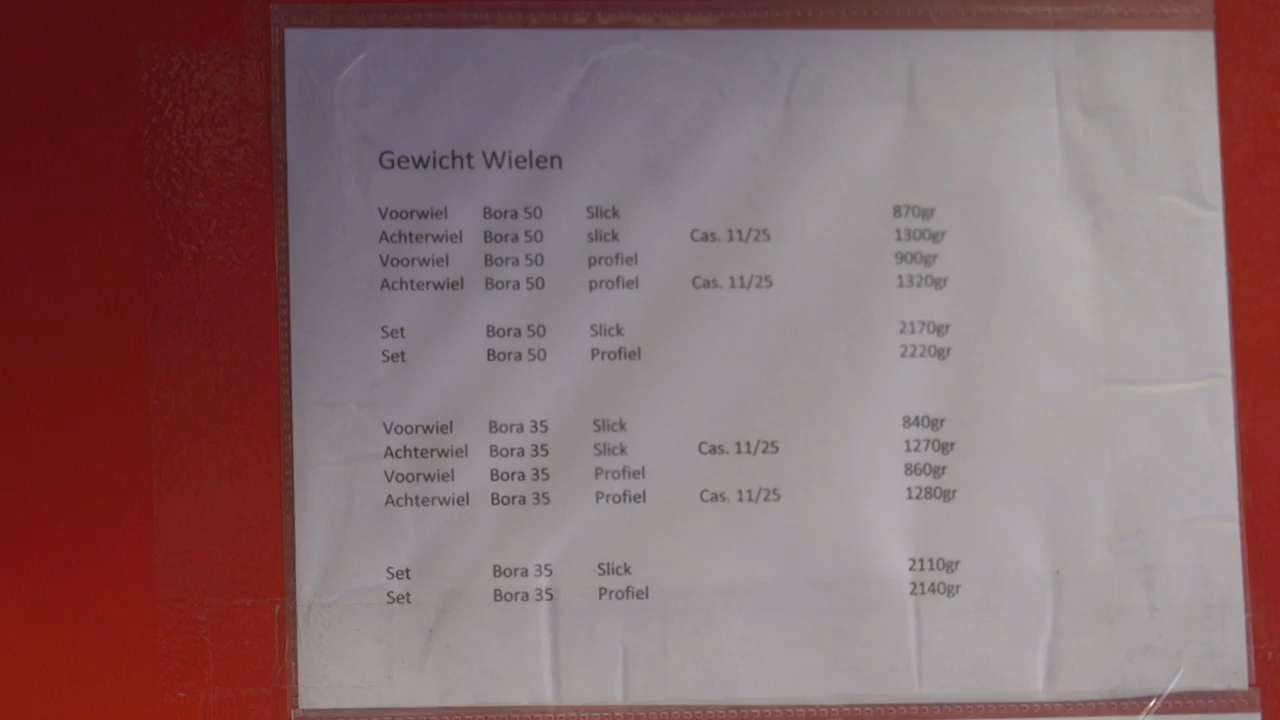 Gewicht Wielen
Voorwiel Bora 50 Slick 870gr
Achterwiel Bora 50 slick Cas. 11/25 1300gr
Voorwiel Bora 50 profiel 900gr
Achterwiel Bora 50 profiel Cas. 11/25 1320gr
Set Bora 50 Slick 2170gr
Set Bora 50 Profiel 2220gr
Voorwiel Bora 35 Slick 840gr
Achterwiel Bora 35 Slick Cas. 11/25 1270gr
Voorwiel Bora 35 Profiel 860gr
Achterwiel Bora 35 Profiel Cas. 11/25 1280gr
Set Bora 35 Slick 2110gr
Set Bora 35 Profiel 2140gr